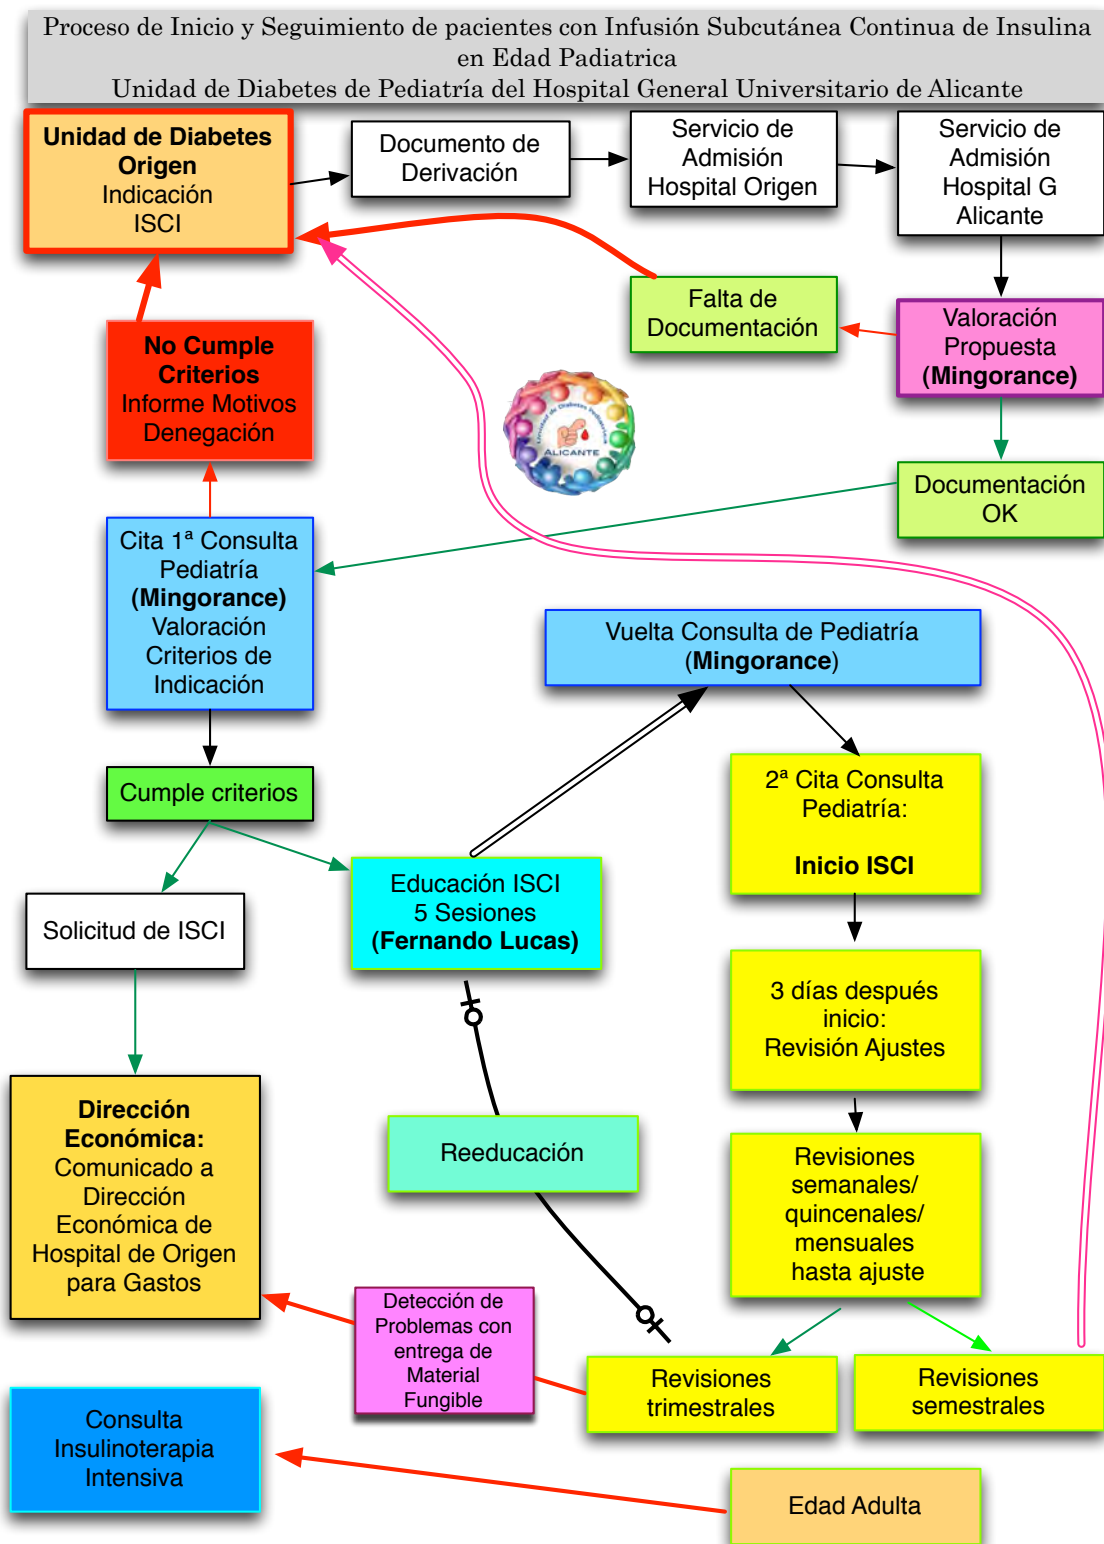 Proceso de Inicio y Seguimiento de pacientes con Infusión Subcutánea Continua de Insulina
en Edad Padiatrica
Unidad de Diabetes de Pediatría del Hospital General Universitario de Alicante
Unidad de Diabetes
Origen
Indicación
ISCI
Documento de
Derivación
Servicio de
Admisión
Hospital Origen
Servicio de
Admisión
Hospital G
Alicante
Falta de
Documentación
Valoración
Propuesta
(Mingorance)
No Cumple
Criterios
Informe Motivos
Denegación
Unidad de Diabetes Pediátrica
ALICANTE
Documentación
OK
Cita 1ª Consulta
Pediatría
(Mingorance)
Valoración
Criterios de
Indicación
Vuelta Consulta de Pediatría
(Mingorance)
Cumple criterios
2ª Cita Consulta
Pediatría:
Inicio ISCI
Educación ISCI
5 Sesiones
(Fernando Lucas)
Solicitud de ISCI
3 días después
inicio:
Revisión Ajustes
Dirección
Económica:
Comunicado a
Dirección
Económica de
Hospital de Origen
para Gastos
Reeducación
Revisiones
semanales/
quincenales/
mensuales
hasta ajuste
Detección de
Problemas con
entrega de
Material
Fungible
Revisiones
trimestrales
Revisiones
semestrales
Consulta
Insulinoterapia
Intensiva
Edad Adulta